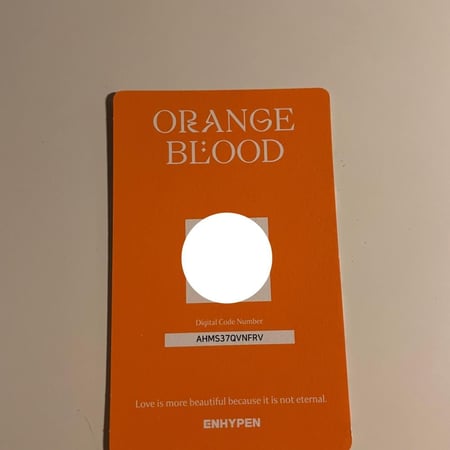 ORANGE
BLOOD
Digital Code Number
AHMS37QVNFRV
Love is more beautiful because it is not eternal.
ENHYPEN